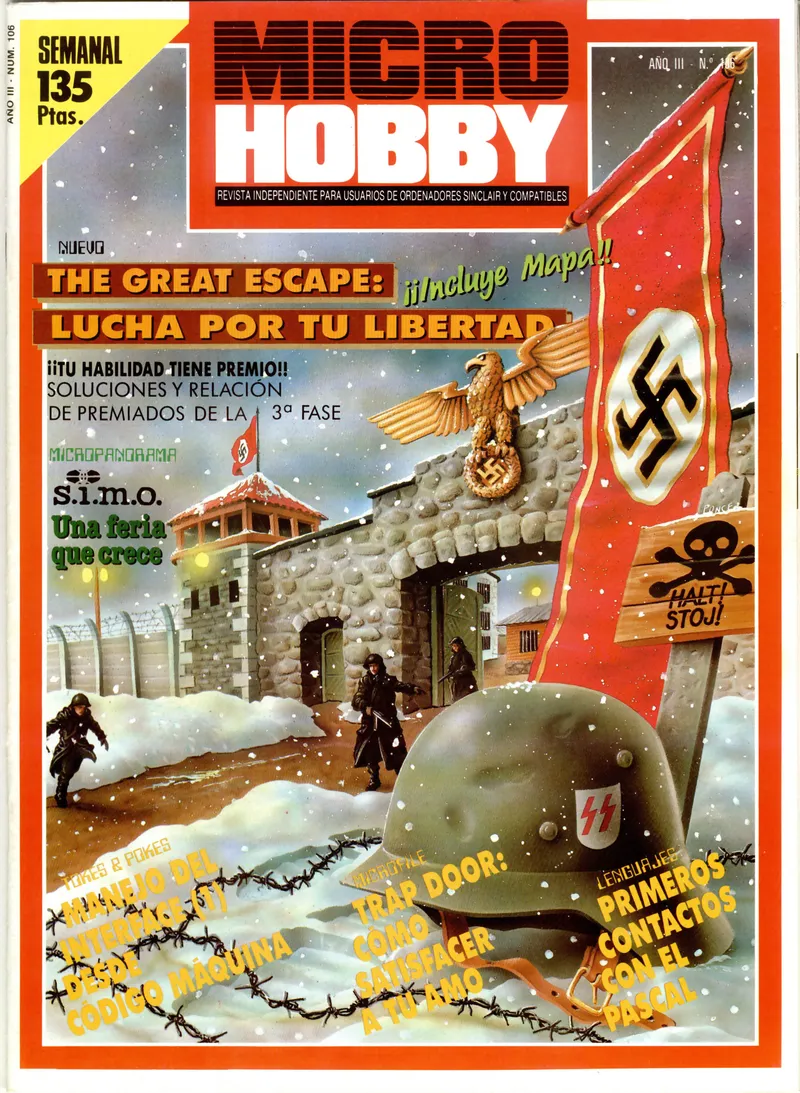 AÑO III - NUM. 106
SEMANAL
135
Ptas.
MICRO
HOBBY
REVISTA INDEPENDIENTE PARA USUARIOS DE ORDENADORES SINCLAIR Y COMPATIBLES
AÑO III N.º 106
NUEVO
THE GREAT ESCAPE:
¡¡Incluye Mapa!!
LUCHA POR TU LIBERTAD
¡¡TU HABILIDAD TIENE PREMIO!!
SOLUCIONES Y RELACIÓN
DE PREMIADOS DE LA 3ª FASE
MICROPANORAMA
s.i.m.o.
Una feria
que crece
PONCE
HALT!
STOJ!
TOKES & POKES
MANEJO DEL
INTERFACE (1)
DESDE
CÓDIGO MÁQUINA
MICROFILE
TRAP DOOR:
CÓMO
SATISFACER
A TU AMO
LENGUAJES
PRIMEROS
CONTACTOS
CON EL
PASCAL